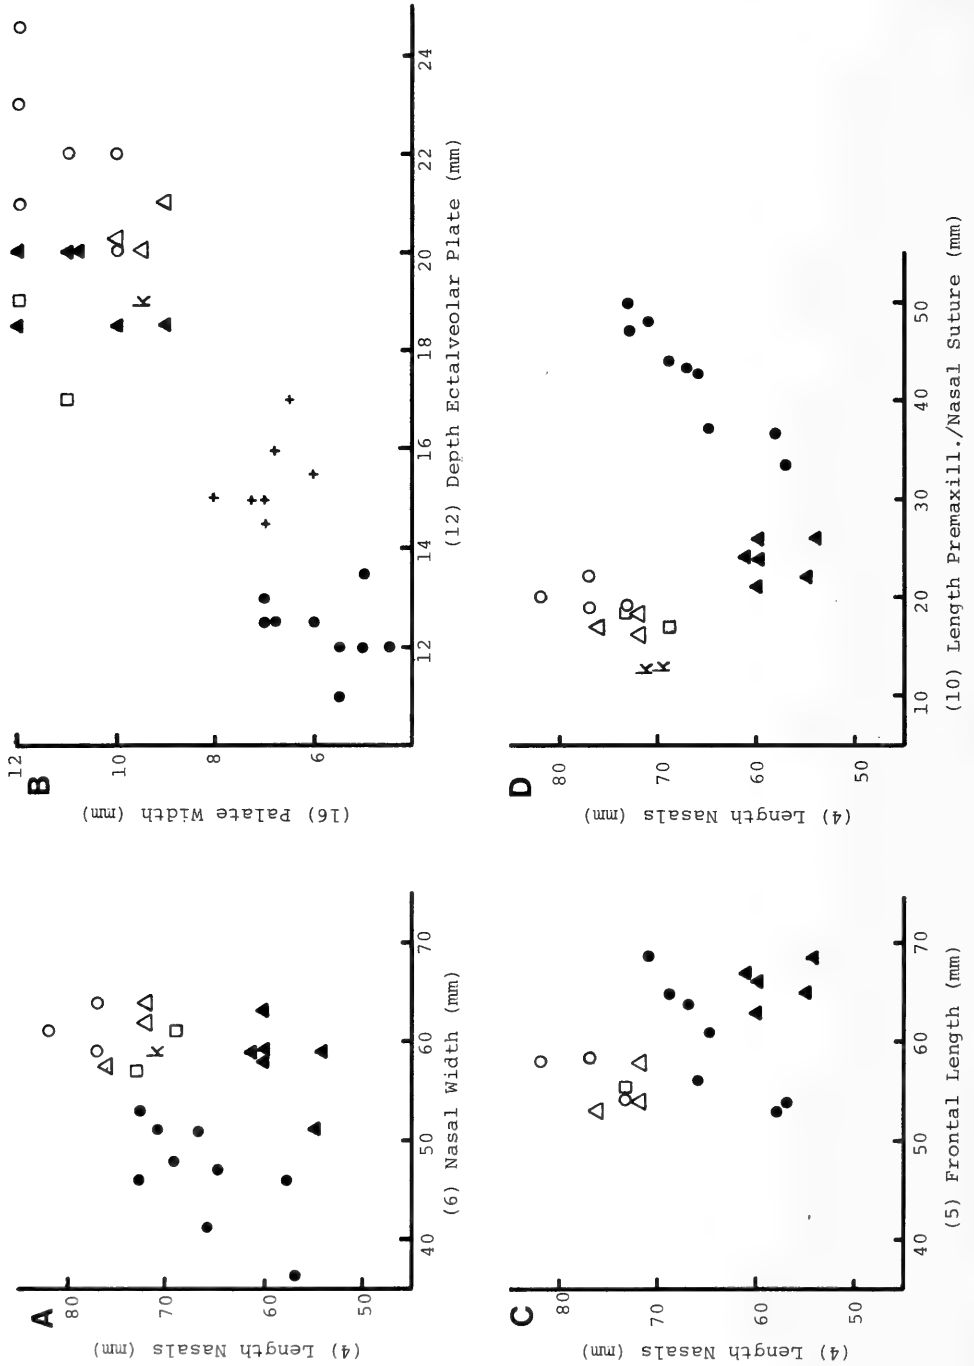 A
80
70
60
50
(4) Length Nasals (mm)
40
50
60
70
(6) Nasal Width (mm)
B
12
10
8
6
(16) Palate Width (mm)
12
14
16
18
20
22
24
(12) Depth Ectalveolar Plate (mm)
k
k
C
80
70
60
50
(4) Length Nasals (mm)
40
50
60
70
(5) Frontal Length (mm)
D
80
70
60
50
(4) Length Nasals (mm)
10
20
30
40
50
(10) Length Premaxill./Nasal Suture (mm)
k
k